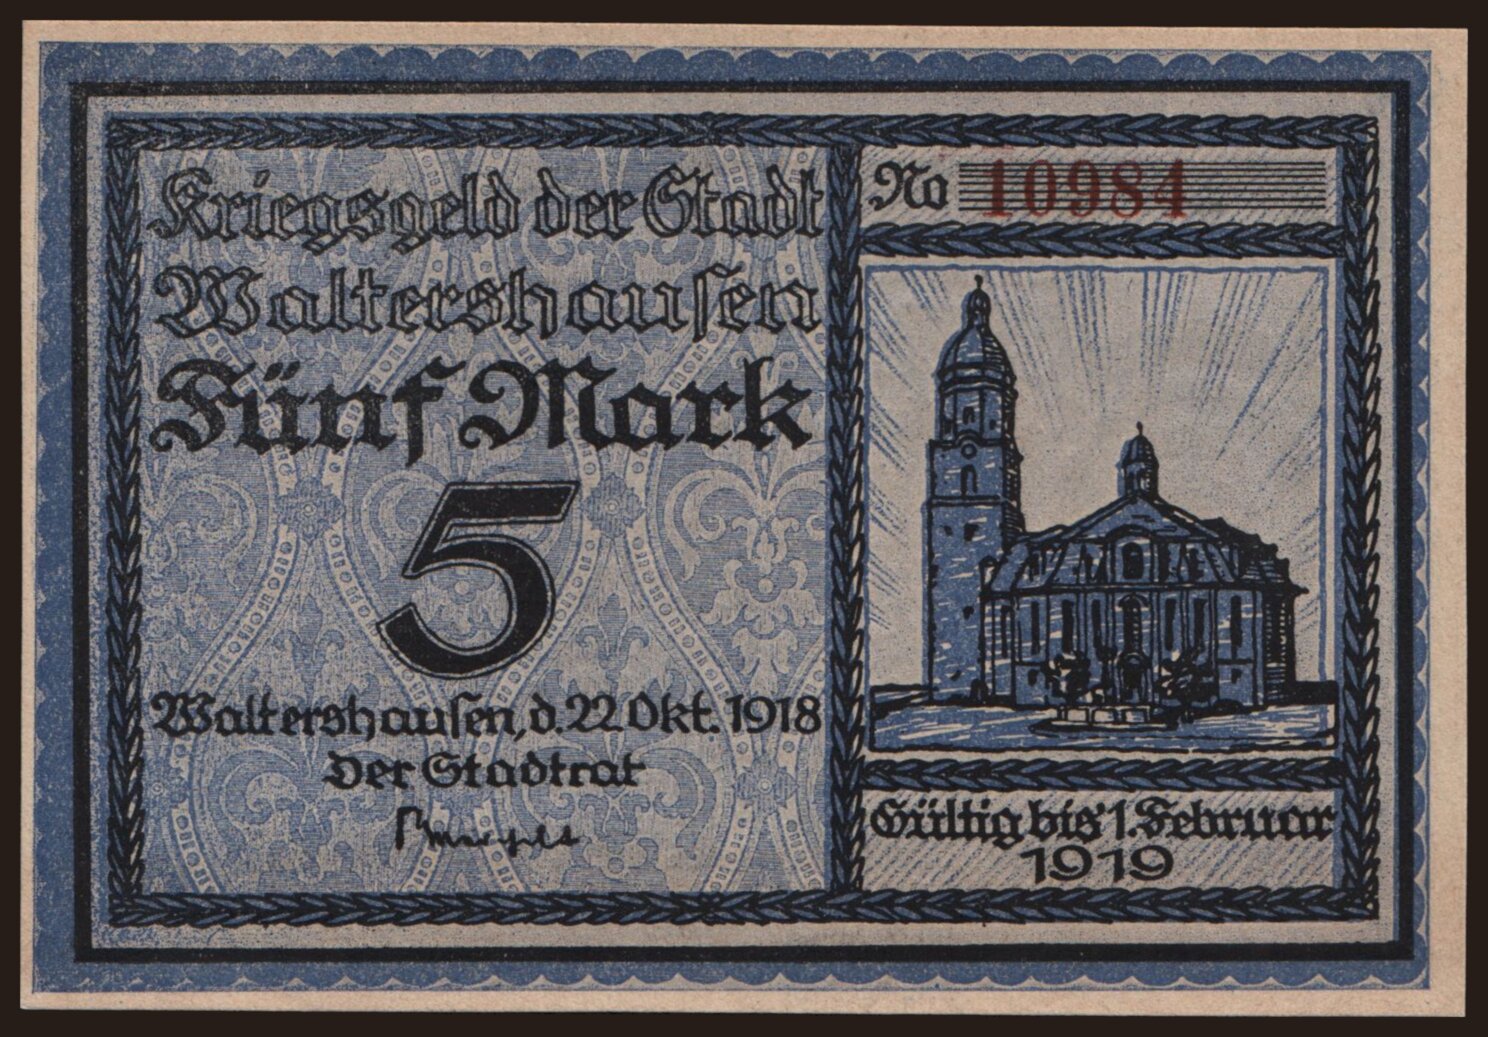 Kriegsgeld der Stadt
Waltershausen
Fünf Mark
5
Waltershausen, d. 22 Okt. 1918
Der Stadtrat
No 10984
Gültig bis 1. Februar
1919